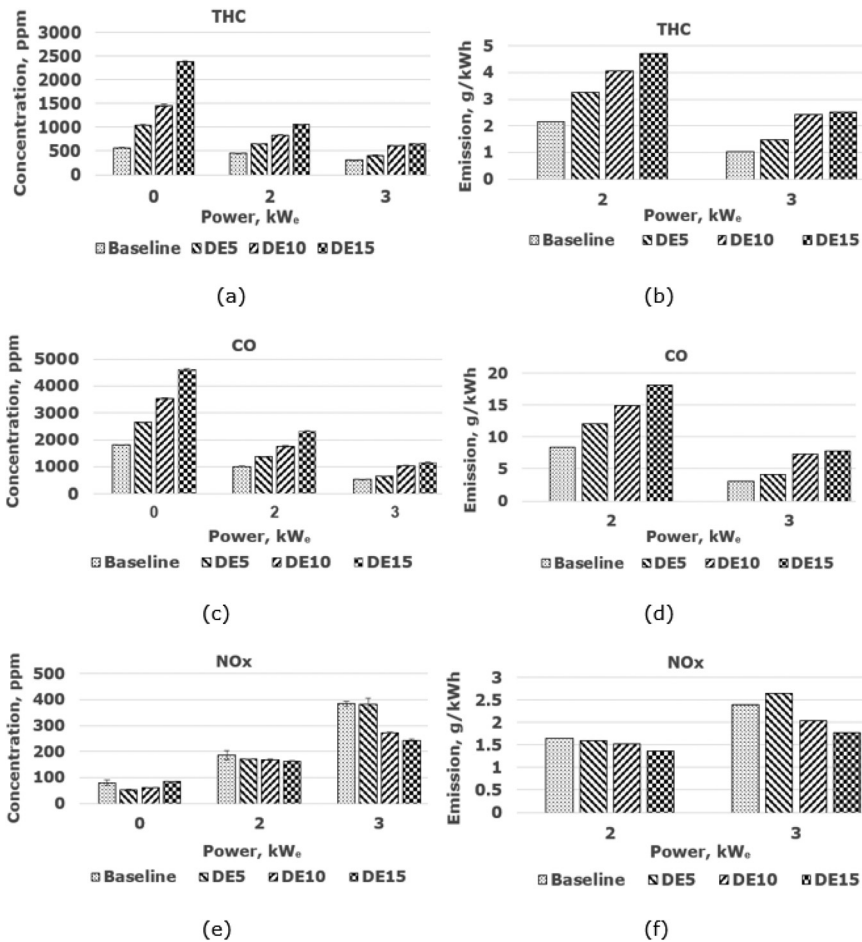 THC
Concentration, ppm
3000
2500
2000
1500
1000
500
0
0 2 3
Power, kWₑ
Baseline DE5 DE10 DE15
(a)
THC
Emission, g/kWh
5
4
3
2
1
0
2 3
Power, kWₑ
Baseline DE5 DE10 DE15
(b)
CO
Concentration, ppm
5000
4000
3000
2000
1000
0
0 2 3
Power, kWₑ
Baseline DE5 DE10 DE15
(c)
CO
Emission, g/kWh
20
15
10
5
0
2 3
Power, kWₑ
Baseline DE5 DE10 DE15
(d)
NOx
Concentration, ppm
500
400
300
200
100
0
0 2 3
Power, kWₑ
Baseline DE5 DE10 DE15
(e)
NOx
Emission, g/kWh
3
2.5
2
1.5
1
0.5
0
2 3
Power, kWₑ
Baseline DE5 DE10 DE15
(f)